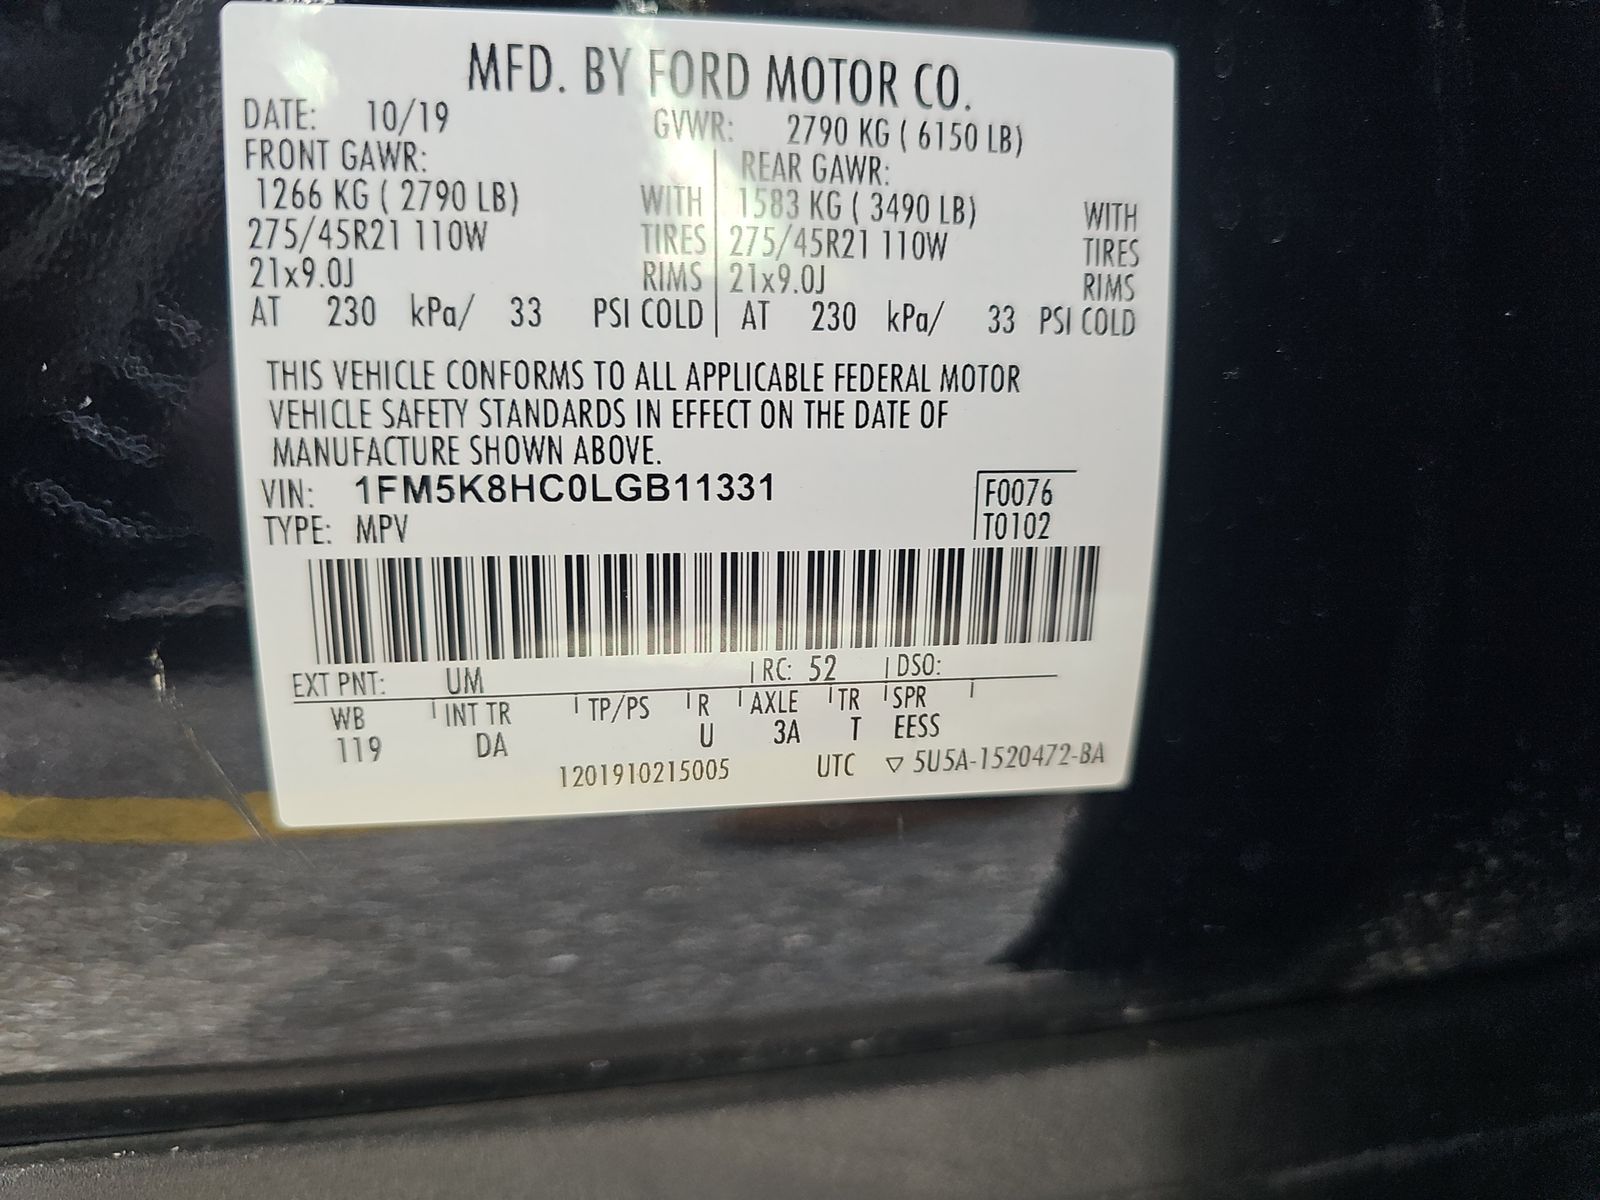 MFD. BY FORD MOTOR CO.
DATE: 10/19 GVWR: 2790 KG ( 6150 LB)
FRONT GAWR: REAR GAWR:
1266 KG ( 2790 LB) WITH 1583 KG ( 3490 LB) WITH
275/45R21 110W TIRES 275/45R21 110W TIRES
21x9.0J RIMS 21x9.0J RIMS
AT 230 kPa/ 33 PSI COLD AT 230 kPa/ 33 PSI COLD
THIS VEHICLE CONFORMS TO ALL APPLICABLE FEDERAL MOTOR
VEHICLE SAFETY STANDARDS IN EFFECT ON THE DATE OF
MANUFACTURE SHOWN ABOVE.
VIN: 1FM5K8HC0LGB11331 F0076
TYPE: MPV T0102
EXT PNT: UM RC: 52 DSO:
WB INT TR TP/PS R AXLE TR SPR
119 DA U 3A T EESS
1201910215005 UTC ▽ 5U5A-1520472-BA